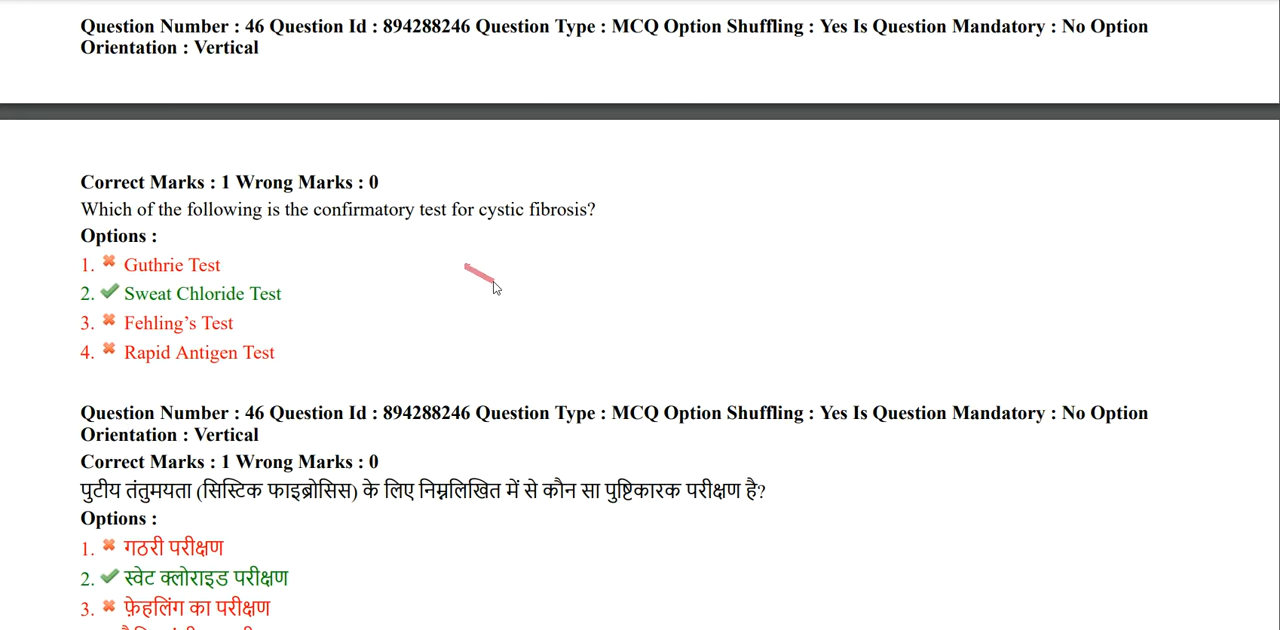 Question Number : 46 Question Id : 894288246 Question Type : MCQ Option Shuffling : Yes Is Question Mandatory : No Option
Orientation : Vertical
Correct Marks : 1 Wrong Marks : 0
Which of the following is the confirmatory test for cystic fibrosis?
Options :
1. ✖ Guthrie Test
2. ✔ Sweat Chloride Test
3. ✖ Fehling’s Test
4. ✖ Rapid Antigen Test
Question Number : 46 Question Id : 894288246 Question Type : MCQ Option Shuffling : Yes Is Question Mandatory : No Option
Orientation : Vertical
Correct Marks : 1 Wrong Marks : 0
पुटीय तंतुमयता (सिस्टिक फाइब्रोसिस) के लिए निम्नलिखित में से कौन सा पुष्टिकारक परीक्षण है?
Options :
1. ✖ गठरी परीक्षण
2. ✔ स्वेट क्लोराइड परीक्षण
3. ✖ फ़ेहलिंग का परीक्षण